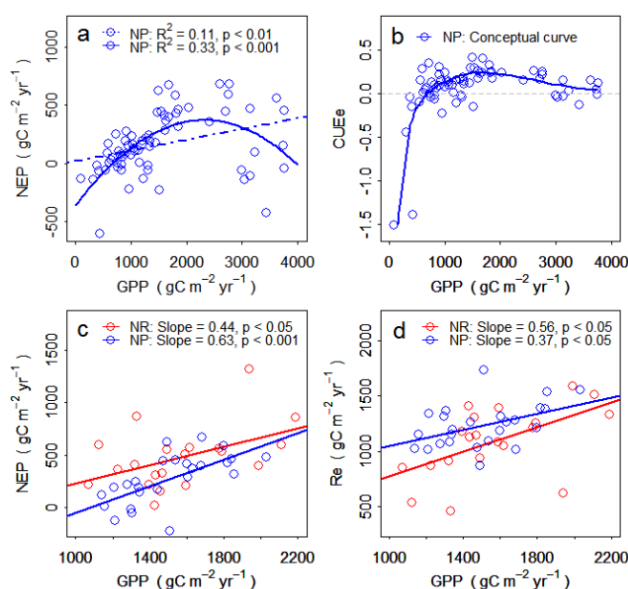 a
NP: R² = 0.11, p < 0.01
NP: R² = 0.33, p < 0.001
NEP ( gC m⁻² yr⁻¹)
-500 0 500 1000
0 1000 2000 3000 4000
GPP ( gC m⁻² yr⁻¹)
b
NP: Conceptual curve
CUEe
-1.5 -1.0 -0.5 0.0 0.5
0 1000 2000 3000 4000
GPP ( gC m⁻² yr⁻¹)
c
NR: Slope = 0.44, p < 0.05
NP: Slope = 0.63, p < 0.001
NEP ( gC m⁻² yr⁻¹)
0 500 1000 1500
1000 1400 1800 2200
GPP ( gC m⁻² yr⁻¹)
d
NR: Slope = 0.56, p < 0.05
NP: Slope = 0.37, p < 0.05
Re ( gC m⁻² yr⁻¹)
500 1000 1500 2000
1000 1400 1800 2200
GPP ( gC m⁻² yr⁻¹)